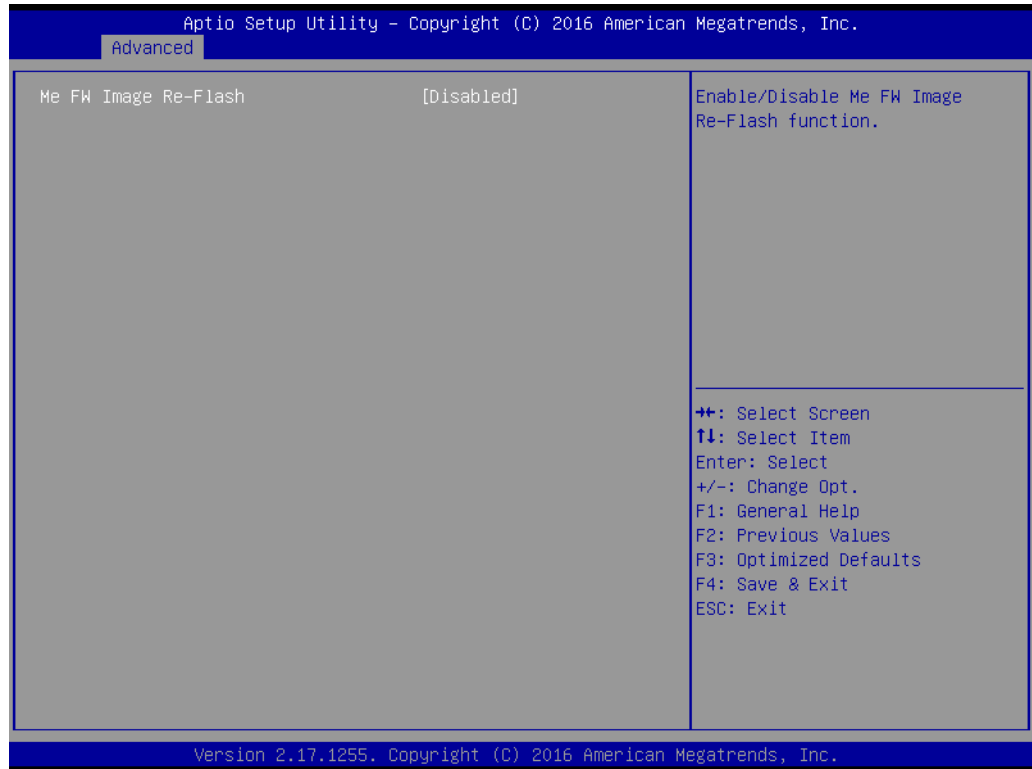 Aptio Setup Utility – Copyright (C) 2016 American Megatrends, Inc.
Advanced
Me FW Image Re-Flash [Disabled]
Enable/Disable Me FW Image
Re-Flash function.
→←: Select Screen
↑↓: Select Item
Enter: Select
+/-: Change Opt.
F1: General Help
F2: Previous Values
F3: Optimized Defaults
F4: Save & Exit
ESC: Exit
Version 2.17.1255. Copyright (C) 2016 American Megatrends, Inc.